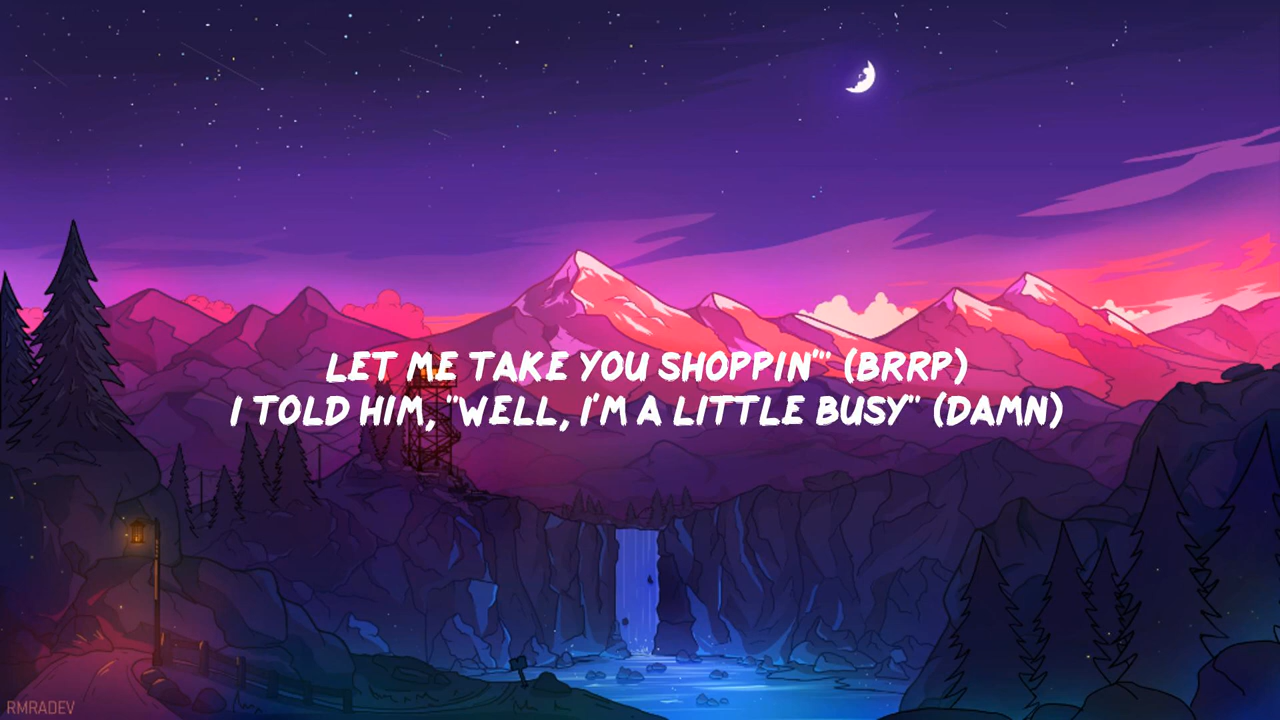 LET ME TAKE YOU SHOPPIN'" (BRRP)
I TOLD HIM, "WELL, I'M A LITTLE BUSY" (DAMN)
RMRADEV